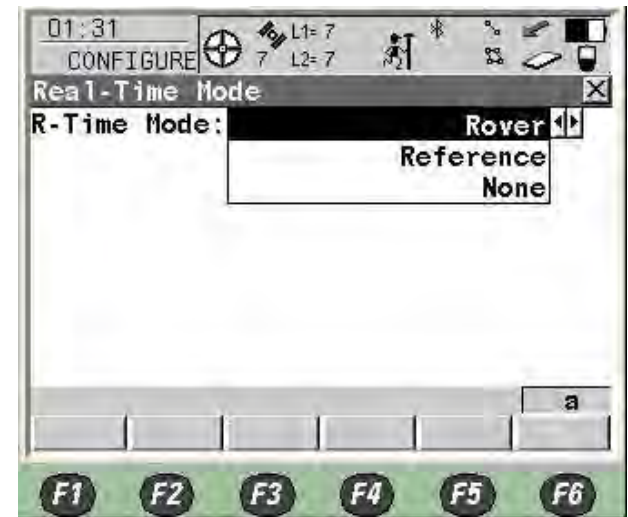 01:31 L1= 7
CONFIGURE 7 L2= 7 2
Real-Time Mode
R-Time Mode: Rover
Reference
None
a
F1 F2 F3 F4 F5 F6